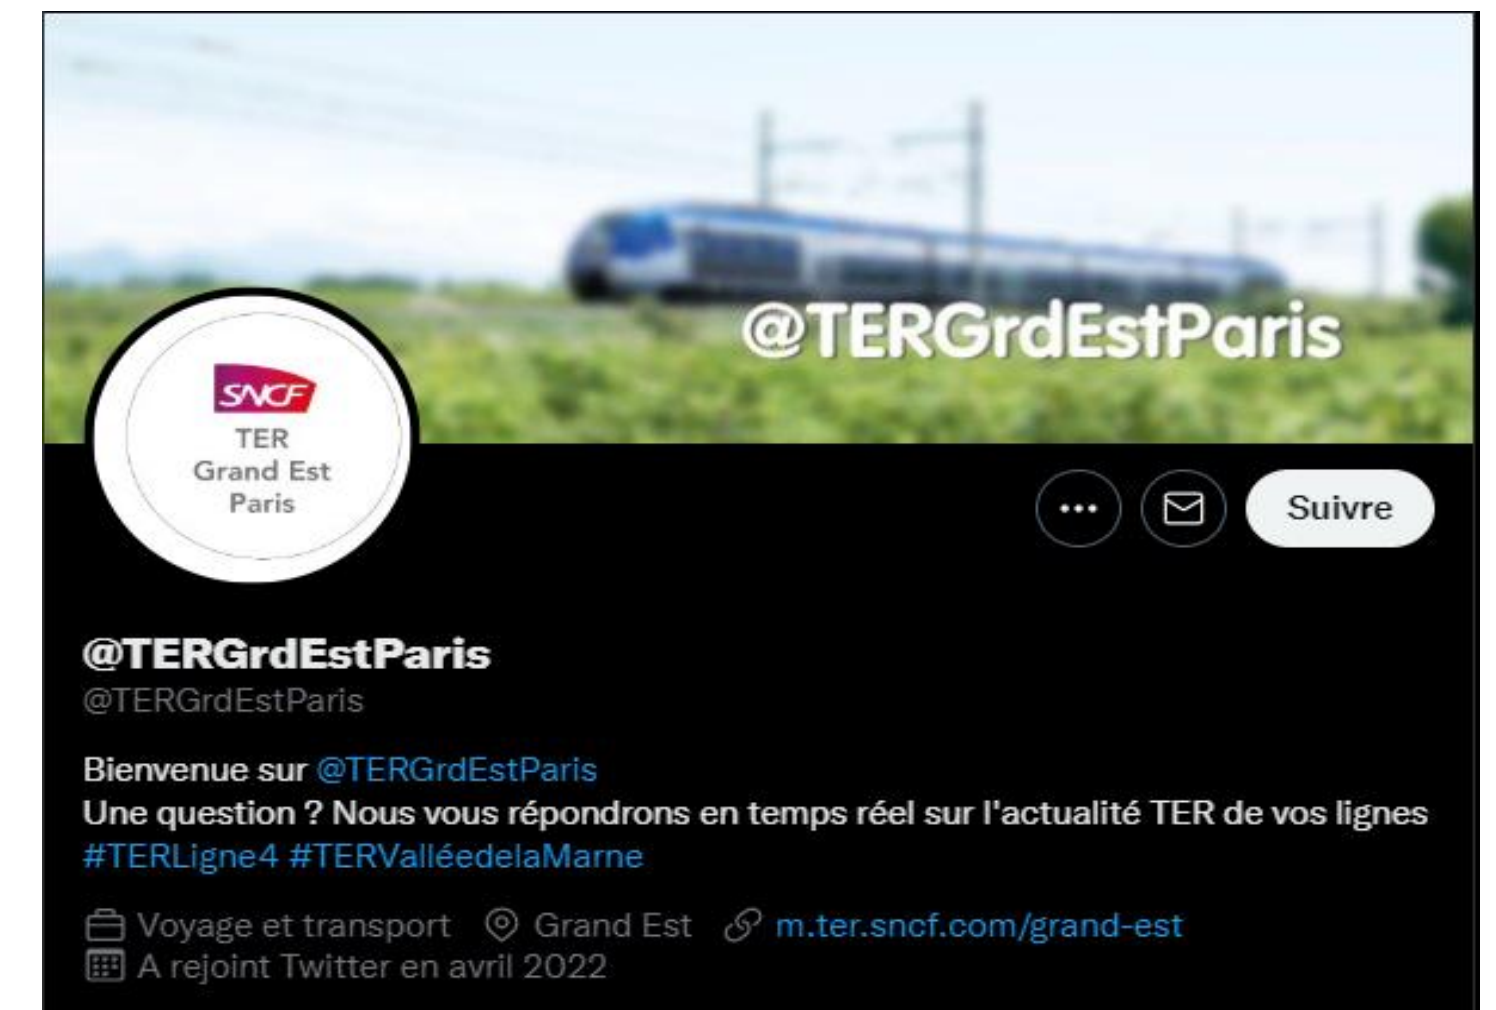 @TERGrdEstParis
SNCF
TER
Grand Est
Paris
Suivre
@TERGrdEstParis
@TERGrdEstParis
Bienvenue sur @TERGrdEstParis
Une question ? Nous vous répondrons en temps réel sur l'actualité TER de vos lignes
#TERLigne4 #TERValléedelaMarne
Voyage et transport Grand Est m.ter.sncf.com/grand-est
A rejoint Twitter en avril 2022